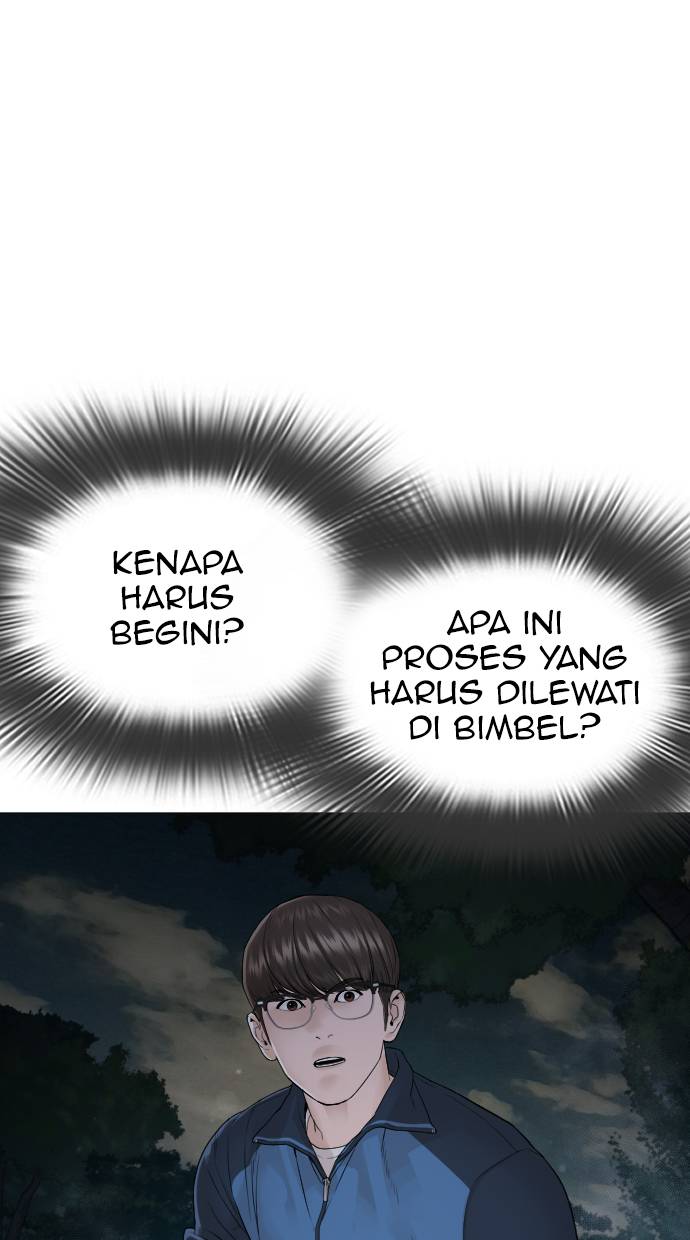 KENAPA
HARUS
BEGINI?
APA INI
PROSES YANG
HARUS DILEWATI
DI BIMBEL?